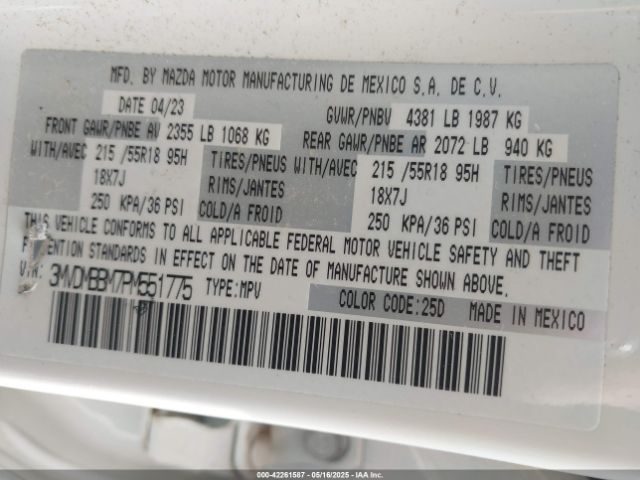 MFD. BY MAZDA MOTOR MANUFACTURING DE MEXICO S.A. DE C.V.
DATE 04/23 GVWR/PNBV 4381 LB 1987 KG
FRONT GAWR/PNBE AV 2355 LB 1068 KG REAR GAWR/PNBE AR 2072 LB 940 KG
WITH/AVEC 215 /55R18 95H TIRES/PNEUS WITH/AVEC 215 /55R18 95H TIRES/PNEUS
18X7J RIMS/JANTES 18X7J RIMS/JANTES
250 KPA/36 PSI COLD/A FROID 250 KPA/36 PSI COLD/A FROID
THIS VEHICLE CONFORMS TO ALL APPLICABLE FEDERAL MOTOR VEHICLE SAFETY AND THEFT
PREVENTION STANDARDS IN EFFECT ON THE DATE OF MANUFACTURE SHOWN ABOVE.
VIN: 3MVDMBBM7PM551775 TYPE:MPV COLOR CODE:25D MADE IN MEXICO
000-42261587 - 05/16/2025 - IAAI.COM